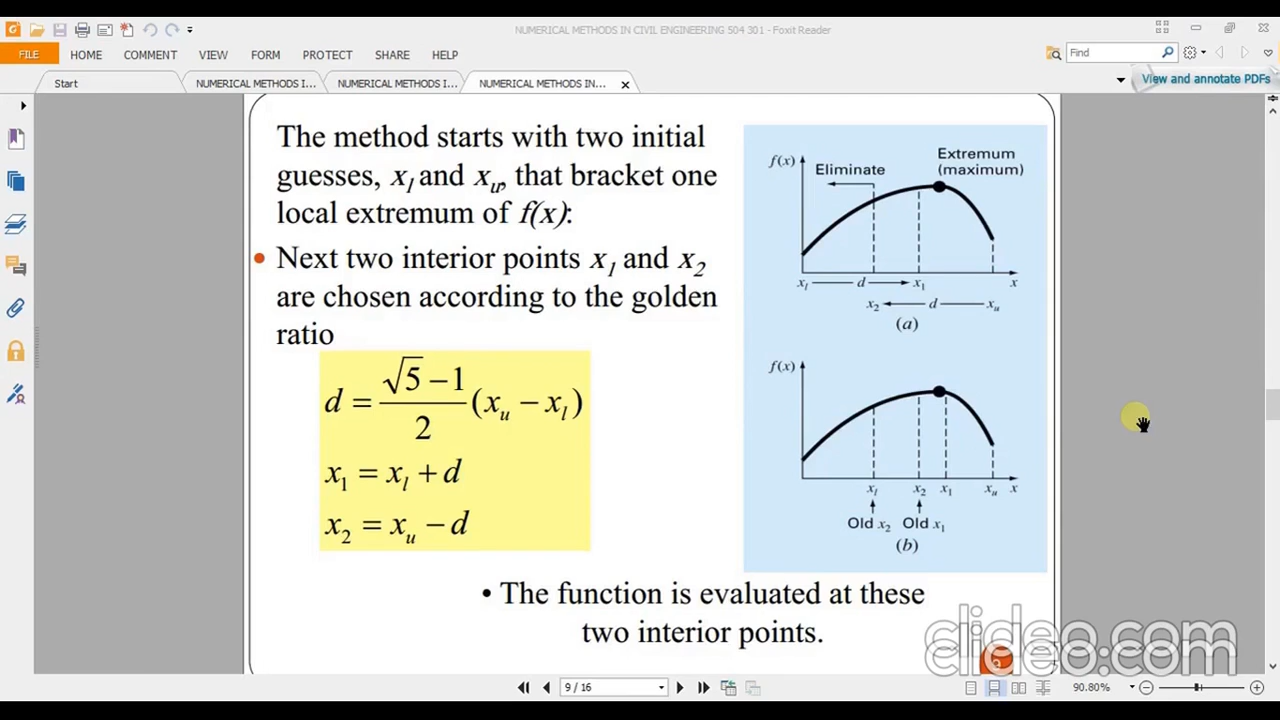 NUMERICAL METHODS IN CIVIL ENGINEERING 504 301 - Foxit Reader
FILE HOME COMMENT VIEW FORM PROTECT SHARE HELP
Find
Start NUMERICAL METHODS I... NUMERICAL METHODS I... NUMERICAL METHODS IN...
View and annotate PDFs
The method starts with two initial
guesses, xl and xu, that bracket one
local extremum of f(x):
• Next two interior points x1 and x2
are chosen according to the golden
ratio
d = (√5 − 1)/2 (xu − xl)
x1 = xl + d
x2 = xu − d
f(x)
Eliminate
Extremum
(maximum)
xl d x1 x
x2 d xu
(a)
f(x)
xl x2 x1 xu x
Old x2 Old x1
(b)
• The function is evaluated at these
two interior points.
9
clideo.com
clideo.com
9 / 16
90.80%